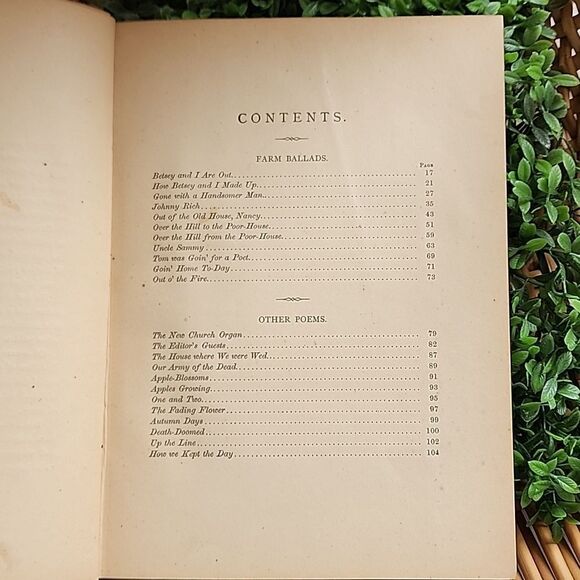 CONTENTS.
FARM BALLADS.
PAGE
Betsey and I Are Out 17
How Betsey and I Made Up 21
Gone with a Handsomer Man 27
Johnny Rich 35
Out of the Old House, Nancy 43
Over the Hill to the Poor-House 51
Over the Hill from the Poor-House 59
Uncle Sammy 63
Tom was Goin' for a Poet 69
Goin' Home To-Day 71
Out o' the Fire 73
OTHER POEMS.
The New Church Organ 79
The Editor's Guests 82
The House where We were Wed 87
Our Army of the Dead 89
Apple-Blossoms 91
Apples Growing 93
One and Two 95
The Fading Flower 97
Autumn Days 99
Death-Doomed 100
Up the Line 102
How we Kept the Day 104